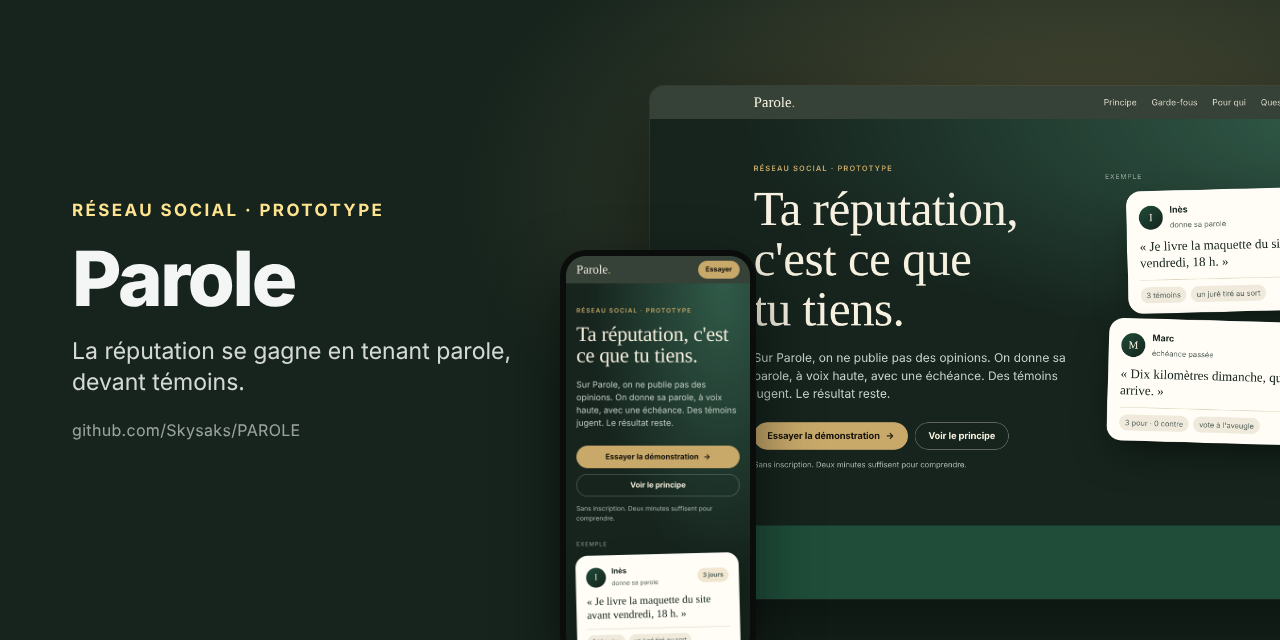 RÉSEAU SOCIAL · PROTOTYPE
Parole
La réputation se gagne en tenant parole,
devant témoins.
github.com/Skysaks/PAROLE
Parole.
Principe
Garde-fous
Pour qui
RÉSEAU SOCIAL · PROTOTYPE
Ta réputation,
c'est ce que
tu tiens.
Sur Parole, on ne publie pas des opinions. On donne sa
parole, à voix haute, avec une échéance. Des témoins
jugent. Le résultat reste.
Essayer la démonstration →
Voir le principe
Sans inscription. Deux minutes suffisent pour comprendre.
EXEMPLE
I
Inès
donne sa parole
« Je livre la maquette du
vendredi, 18 h. »
3 témoins
un juré tiré au sort
M
Marc
échéance passée
« Dix kilomètres dimanche,
arrive. »
3 pour · 0 contre
vote à l'aveugle
Parole.
Essayer
RÉSEAU SOCIAL · PROTOTYPE
Ta réputation, c'est
ce que tu tiens.
Sur Parole, on ne publie pas des
opinions. On donne sa parole, à voix
haute, avec une échéance. Des témoins
jugent. Le résultat reste.
Essayer la démonstration →
Voir le principe
Sans inscription. Deux minutes suffisent pour
comprendre.
EXEMPLE
I
Inès
donne sa parole
3 jours
« Je livre la maquette du site
avant vendredi, 18 h. »